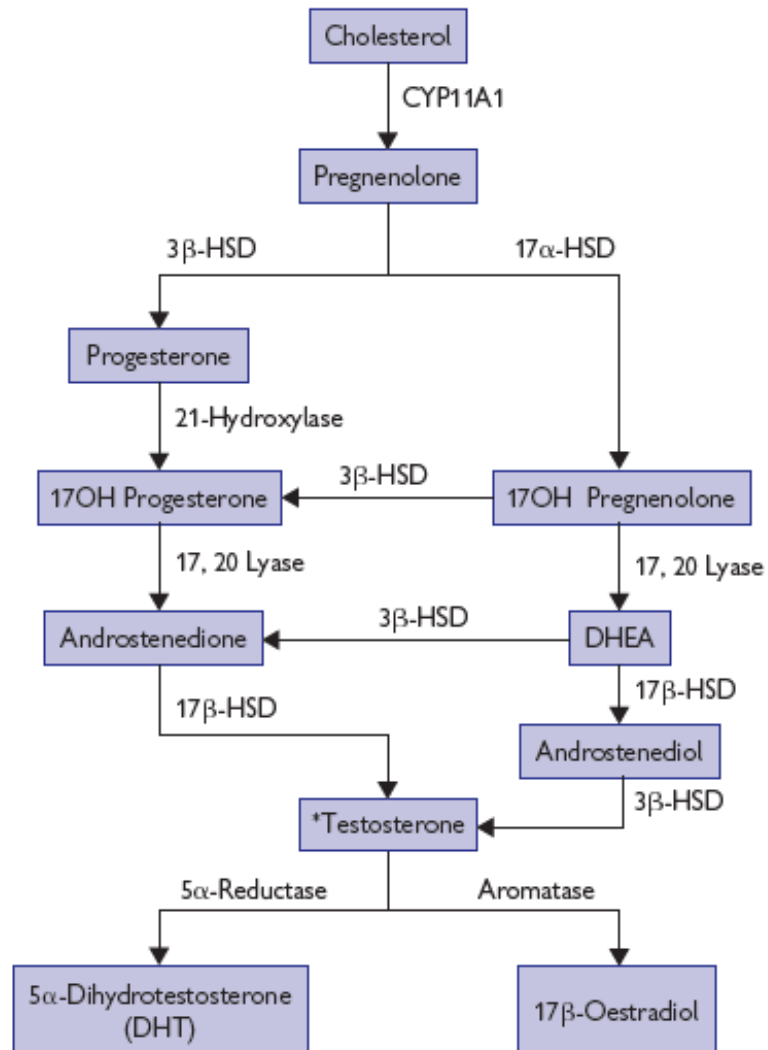 Cholesterol
CYP11A1
Pregnenolone
3β-HSD
17α-HSD
Progesterone
21-Hydroxylase
17OH Progesterone
3β-HSD
17OH Pregnenolone
17, 20 Lyase
17, 20 Lyase
Androstenedione
3β-HSD
DHEA
17β-HSD
17β-HSD
Androstenediol
3β-HSD
*Testosterone
5α-Reductase
Aromatase
5α-Dihydrotestosterone
(DHT)
17β-Oestradiol